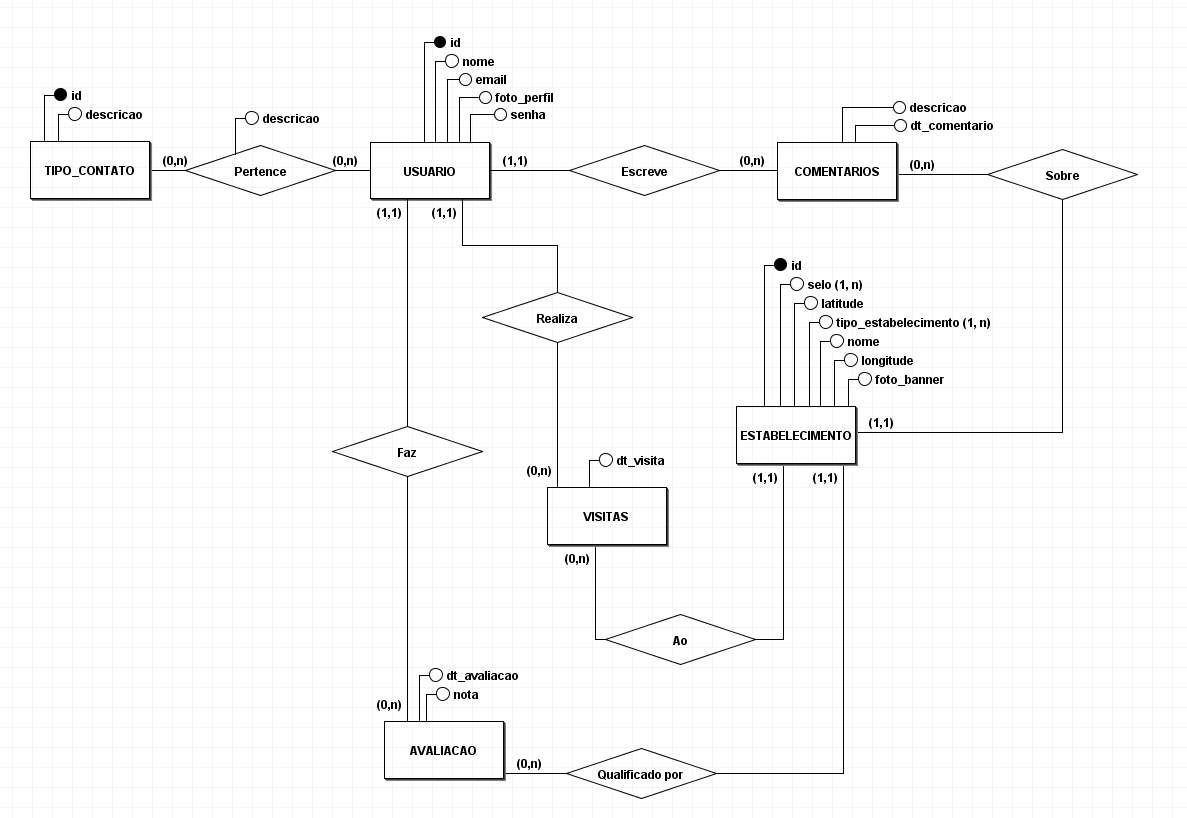 id
nome
email
foto_perfil
senha
id
descricao
descricao
descricao
dt_comentario
TIPO_CONTATO
(0,n)
Pertence
(0,n)
USUARIO
(1,1)
Escreve
(0,n)
COMENTARIOS
(0,n)
Sobre
(1,1)
(1,1)
id
selo (1, n)
latitude
tipo_estabelecimento (1, n)
nome
longitude
foto_banner
Realiza
ESTABELECIMENTO
(1,1)
Faz
(1,1)
(1,1)
(0,n)
dt_visita
VISITAS
(0,n)
Ao
dt_avaliacao
nota
(0,n)
AVALIACAO
(0,n)
Qualificado por